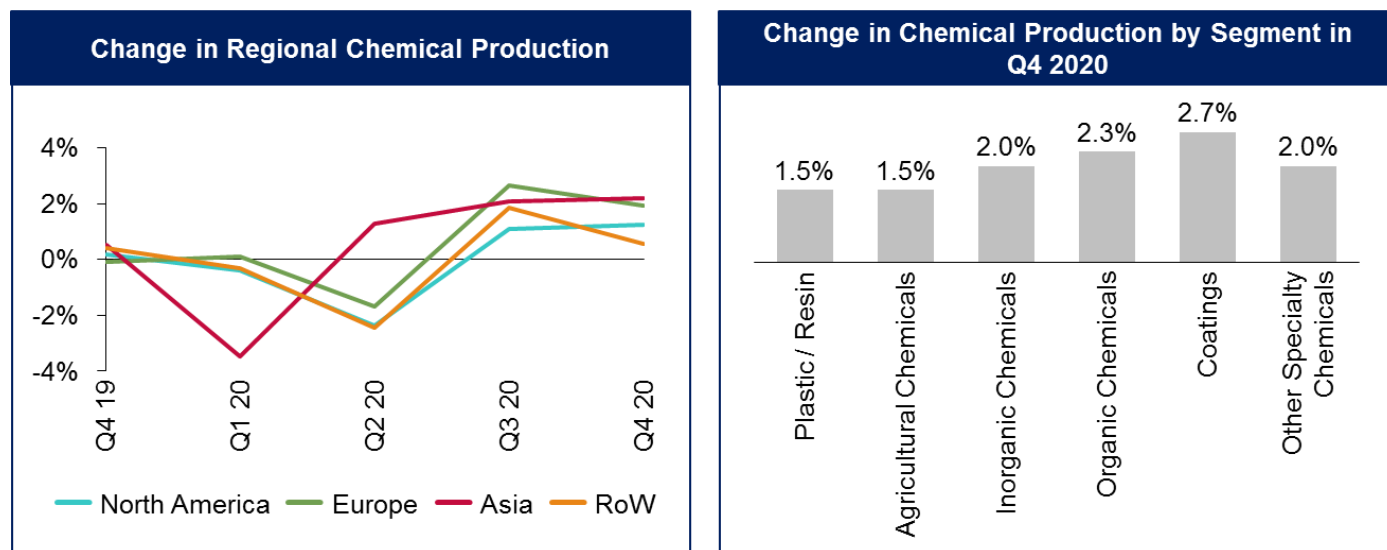 Change in Regional Chemical Production
4%
2%
0%
-2%
-4%
Q4 19
Q1 20
Q2 20
Q3 20
Q4 20
North America
Europe
Asia
RoW
Change in Chemical Production by Segment in
Q4 2020
1.5%
1.5%
2.0%
2.3%
2.7%
2.0%
Plastic / Resin
Agricultural Chemicals
Inorganic Chemicals
Organic Chemicals
Coatings
Other Specialty
Chemicals